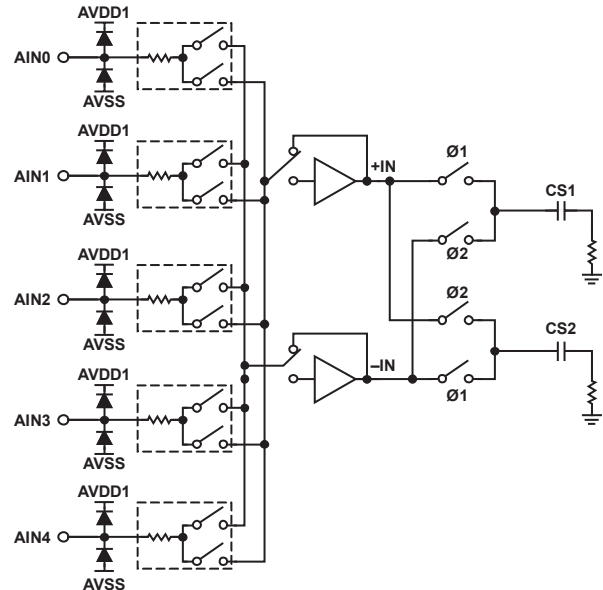 AVDD1
AIN0
AVSS
AVDD1
AIN1
AVSS
AVDD1
AIN2
AVSS
AVDD1
AIN3
AVSS
AVDD1
AIN4
AVSS
+IN
Ø1
CS1
Ø2
Ø2
CS2
–IN
Ø1